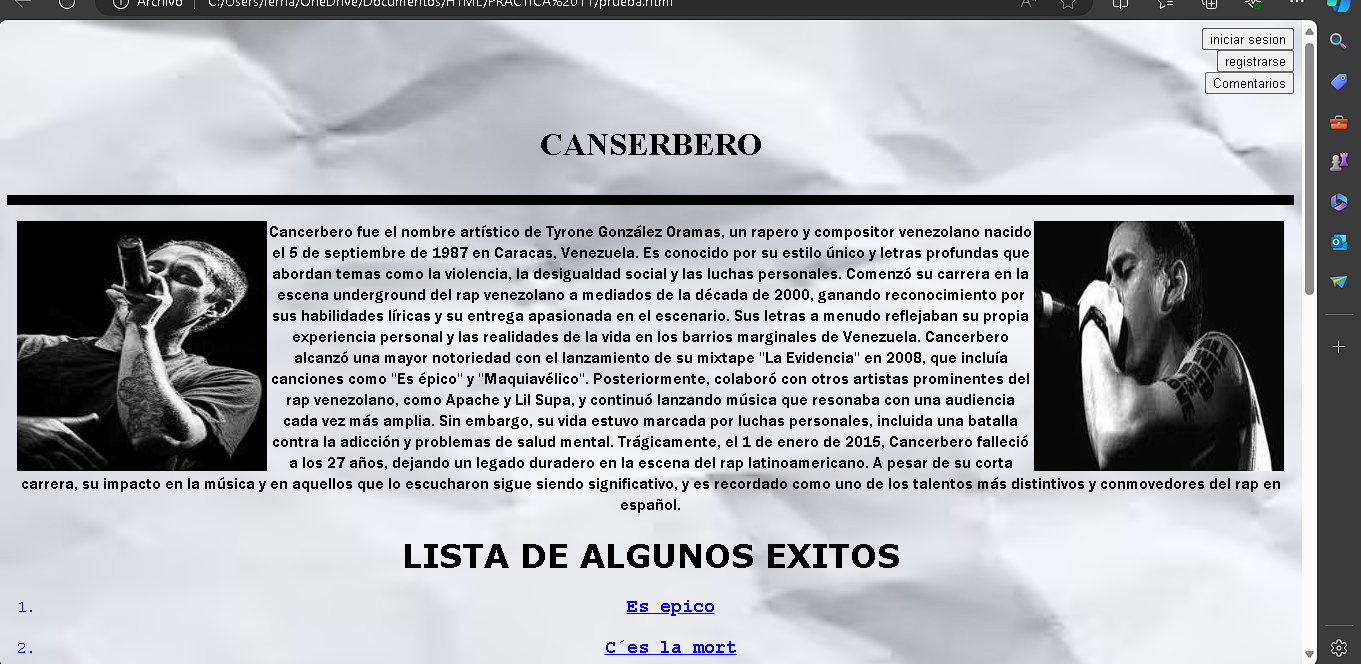 Archivo C:/Users/ferna/OneDrive/Documentos/HTML/PRACTICA%2011/prueba.html
iniciar sesion
registrarse
Comentarios
CANSERBERO
Cancerbero fue el nombre artístico de Tyrone González Oramas, un rapero y compositor venezolano nacido
el 5 de septiembre de 1987 en Caracas, Venezuela. Es conocido por su estilo único y letras profundas que
abordan temas como la violencia, la desigualdad social y las luchas personales. Comenzó su carrera en la
escena underground del rap venezolano a mediados de la década de 2000, ganando reconocimiento por
sus habilidades líricas y su entrega apasionada en el escenario. Sus letras a menudo reflejaban su propia
experiencia personal y las realidades de la vida en los barrios marginales de Venezuela. Cancerbero
alcanzó una mayor notoriedad con el lanzamiento de su mixtape "La Evidencia" en 2008, que incluía
canciones como "Es épico" y "Maquiavélico". Posteriormente, colaboró con otros artistas prominentes del
rap venezolano, como Apache y Lil Supa, y continuó lanzando música que resonaba con una audiencia
cada vez más amplia. Sin embargo, su vida estuvo marcada por luchas personales, incluida una batalla
contra la adicción y problemas de salud mental. Trágicamente, el 1 de enero de 2015, Cancerbero falleció
a los 27 años, dejando un legado duradero en la escena del rap latinoamericano. A pesar de su corta
carrera, su impacto en la música y en aquellos que lo escucharon sigue siendo significativo, y es recordado como uno de los talentos más distintivos y conmovedores del rap en
español.
LISTA DE ALGUNOS EXITOS
1. Es epico
2. C´es la mort